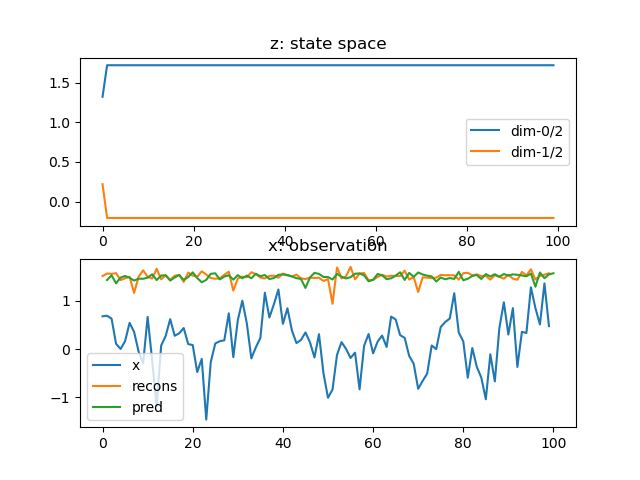 z: state space
1.5
1.0
0.5
0.0
dim-0/2
dim-1/2
0 20 40 60 80 100
x: observation
1
0
−1
x
recons
pred
0 20 40 60 80 100